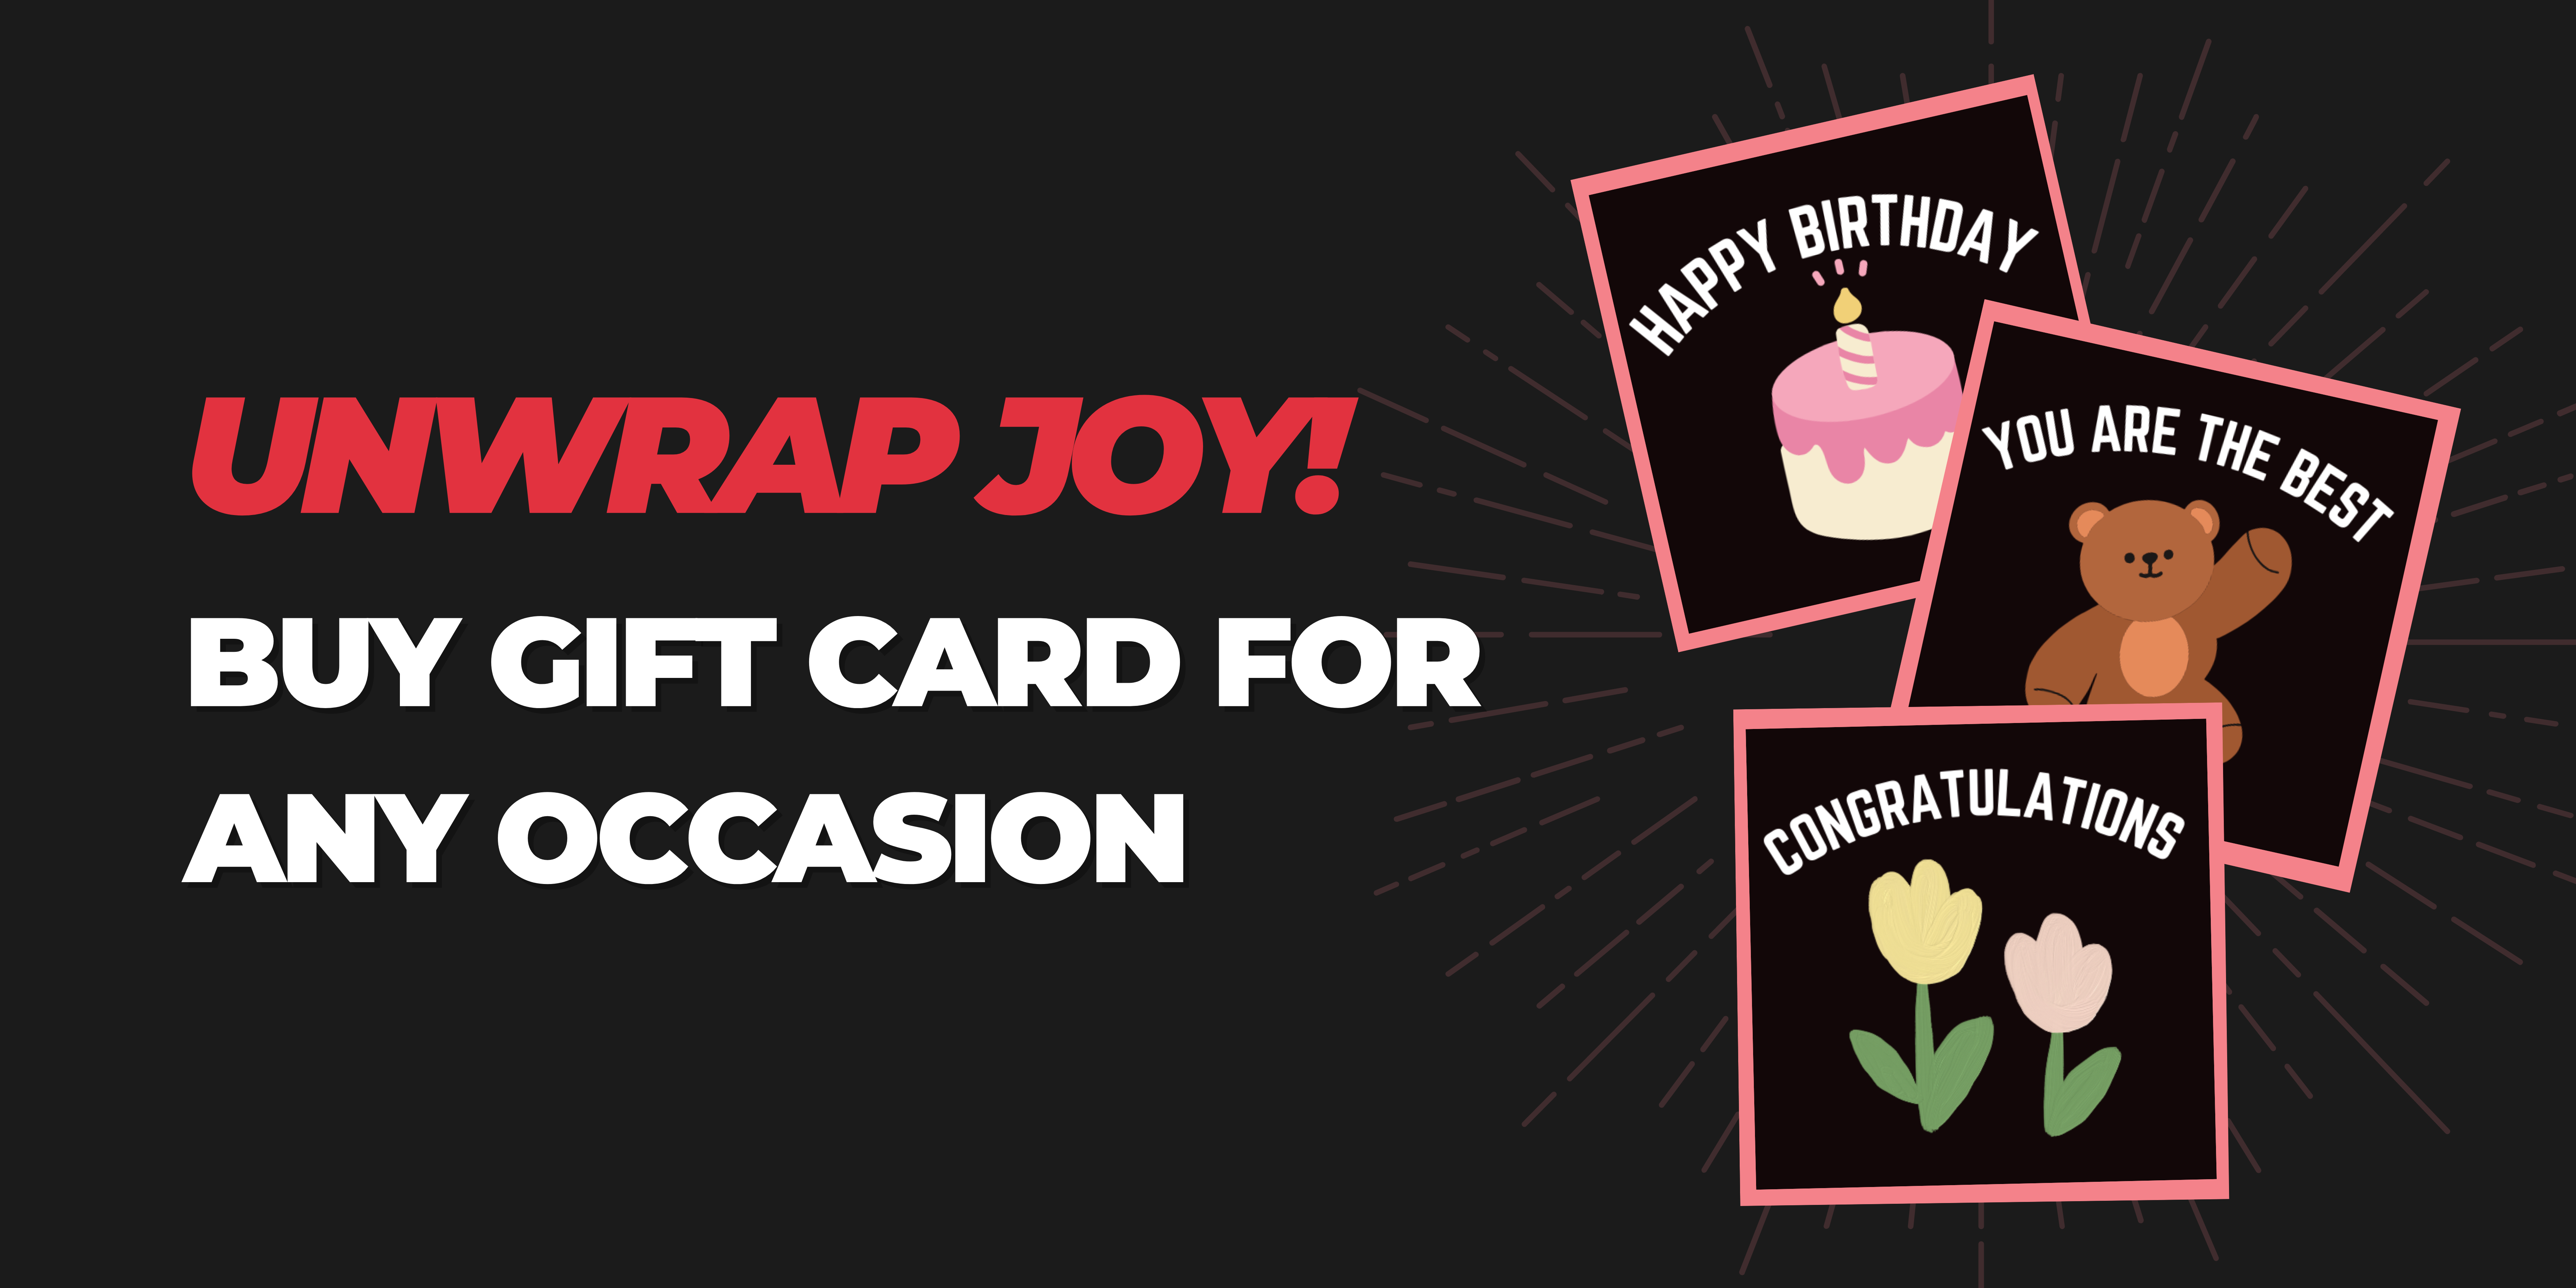 UNWRAP JOY!
BUY GIFT CARD FOR
ANY OCCASION
HAPPY BIRTHDAY
YOU ARE THE BEST
CONGRATULATIONS